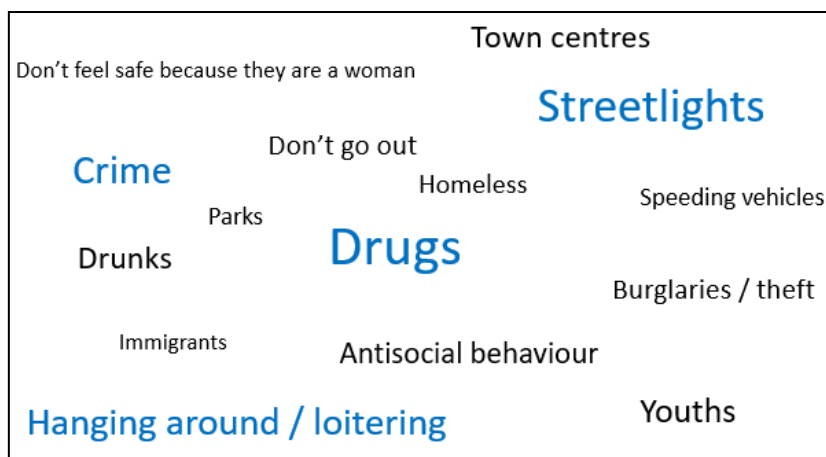 Town centres
Don’t feel safe because they are a woman
Streetlights
Don’t go out
Crime
Homeless
Speeding vehicles
Parks
Drugs
Drunks
Burglaries / theft
Immigrants
Antisocial behaviour
Youths
Hanging around / loitering